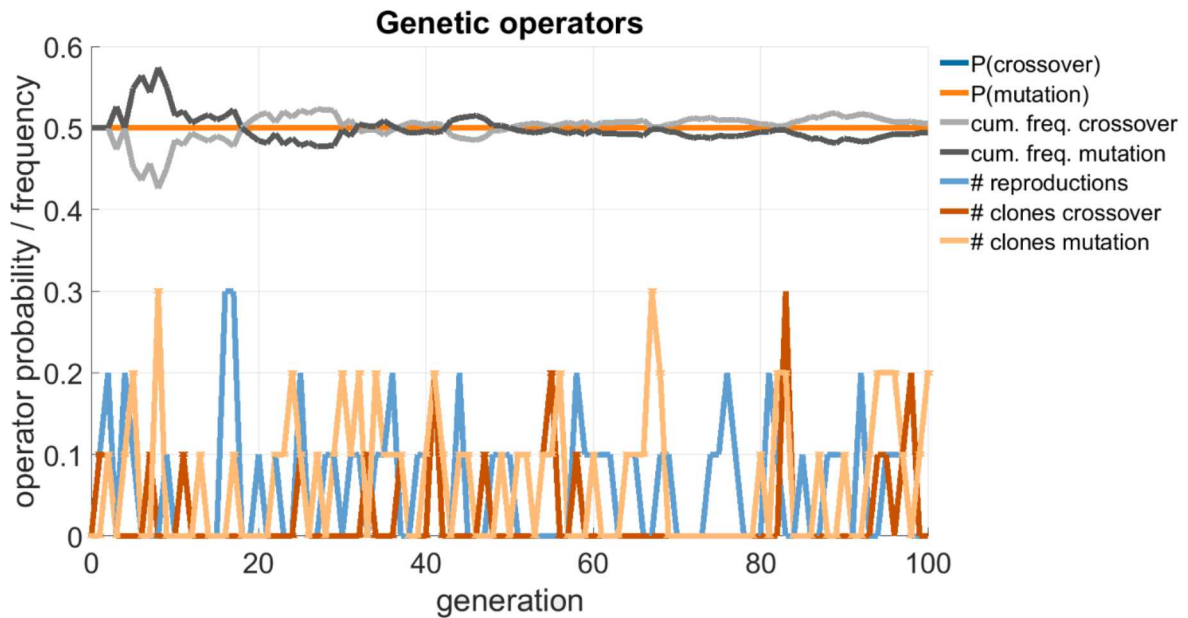 Genetic operators
operator probability / frequency
0.6
0.5
0.4
0.3
0.2
0.1
0
0 20 40 60 80 100
generation
P(crossover)
P(mutation)
cum. freq. crossover
cum. freq. mutation
# reproductions
# clones crossover
# clones mutation